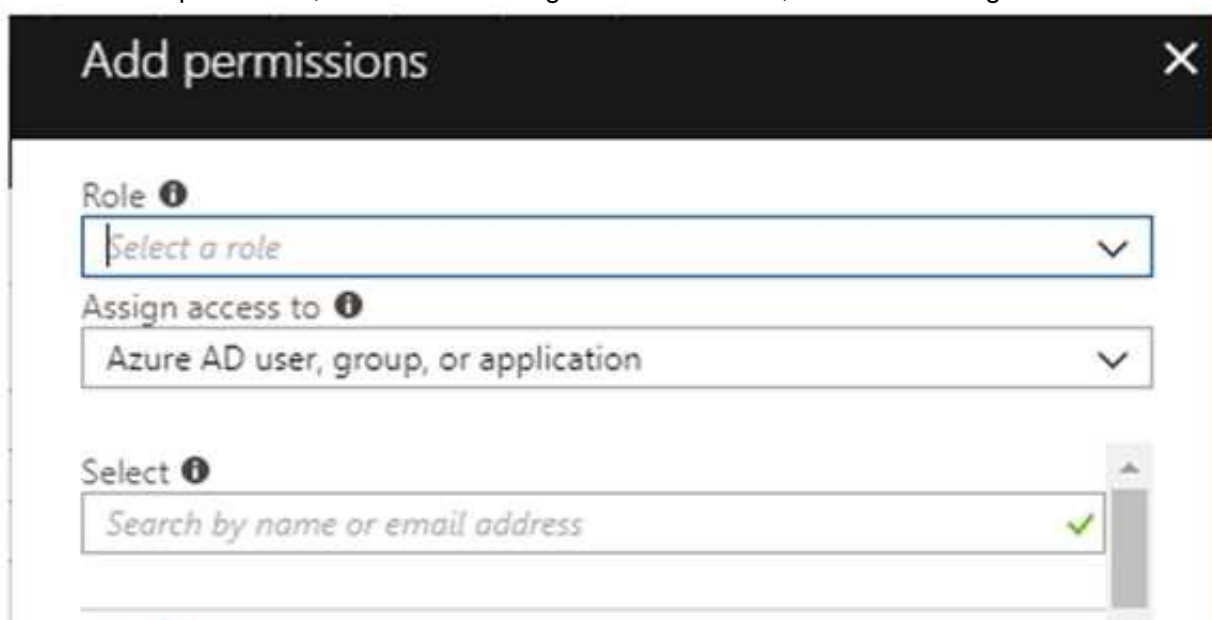 Add permissions
Role
Select a role
Assign access to
Azure AD user, group, or application
Select
Search by name or email address